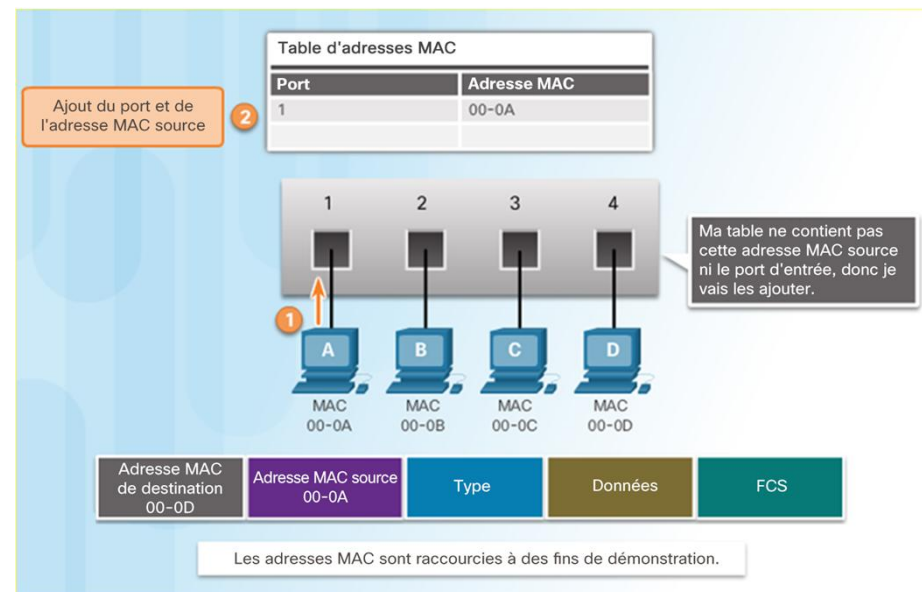 Table d'adresses MAC
Port Adresse MAC
1 00-0A
Ajout du port et de
l'adresse MAC source
2
1 2 3 4
Ma table ne contient pas
cette adresse MAC source
ni le port d'entrée, donc je
vais les ajouter.
1
A B C D
MAC MAC MAC MAC
00-0A 00-0B 00-0C 00-0D
Adresse MAC
de destination
00-0D
Adresse MAC source
00-0A
Type
Données
FCS
Les adresses MAC sont raccourcies à des fins de démonstration.